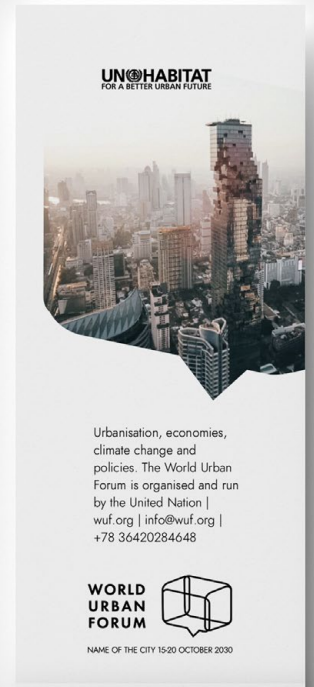 UN HABITAT
FOR A BETTER URBAN FUTURE
Urbanisation, economies,
climate change and
policies. The World Urban
Forum is organised and run
by the United Nation |
wuf.org | info@wuf.org |
+78 36420284648
WORLD
URBAN
FORUM
NAME OF THE CITY 15-20 OCTOBER 2030